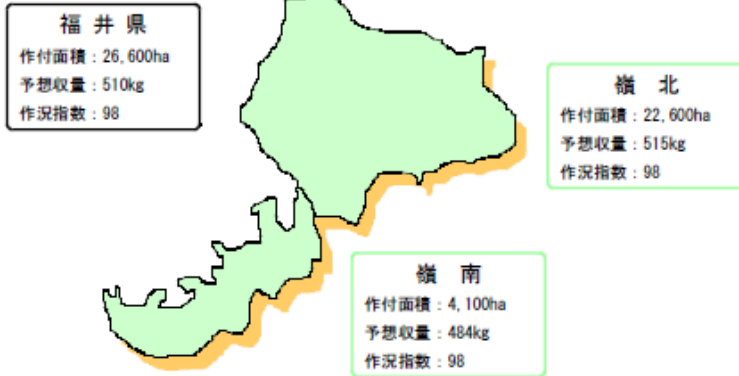 福井県
作付面積：26,600ha
予想収量：510kg
作況指数：98
嶺北
作付面積：22,600ha
予想収量：515kg
作況指数：98
嶺南
作付面積：4,100ha
予想収量：484kg
作況指数：98